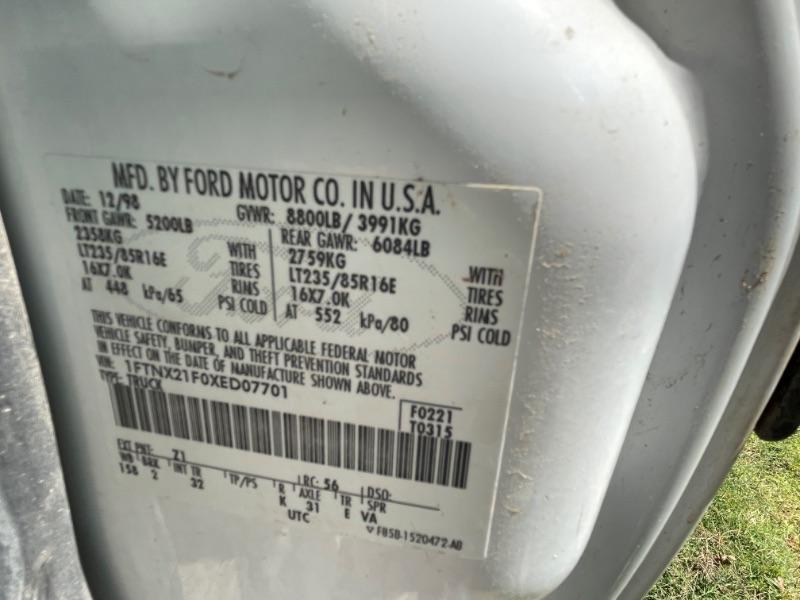 MFD. BY FORD MOTOR CO. IN U.S.A.
DATE: 12/98 GVWR: 8800LB/ 3991KG
FRONT GAWR: 5200LB REAR GAWR: 6084LB
2358KG WITH 2759KG WITH
LT235/85R16E TIRES LT235/85R16E TIRES
16X7.0K RIMS 16X7.0K RIMS
AT 448 kPa/65 PSI COLD AT 552 kPa/80 PSI COLD
THIS VEHICLE CONFORMS TO ALL APPLICABLE FEDERAL MOTOR
VEHICLE SAFETY, BUMPER, AND THEFT PREVENTION STANDARDS
IN EFFECT ON THE DATE OF MANUFACTURE SHOWN ABOVE.
VIN: 1FTNX21F0XED07701
TYPE: TRUCK
F0221
T0315
EXT PNT: Z1 RC: 56 DSO:
WB BRK INT TR TP/PS R AXLE TR SPR
158 2 32 K 31 E VA
UTC
F85B-1520472-AB